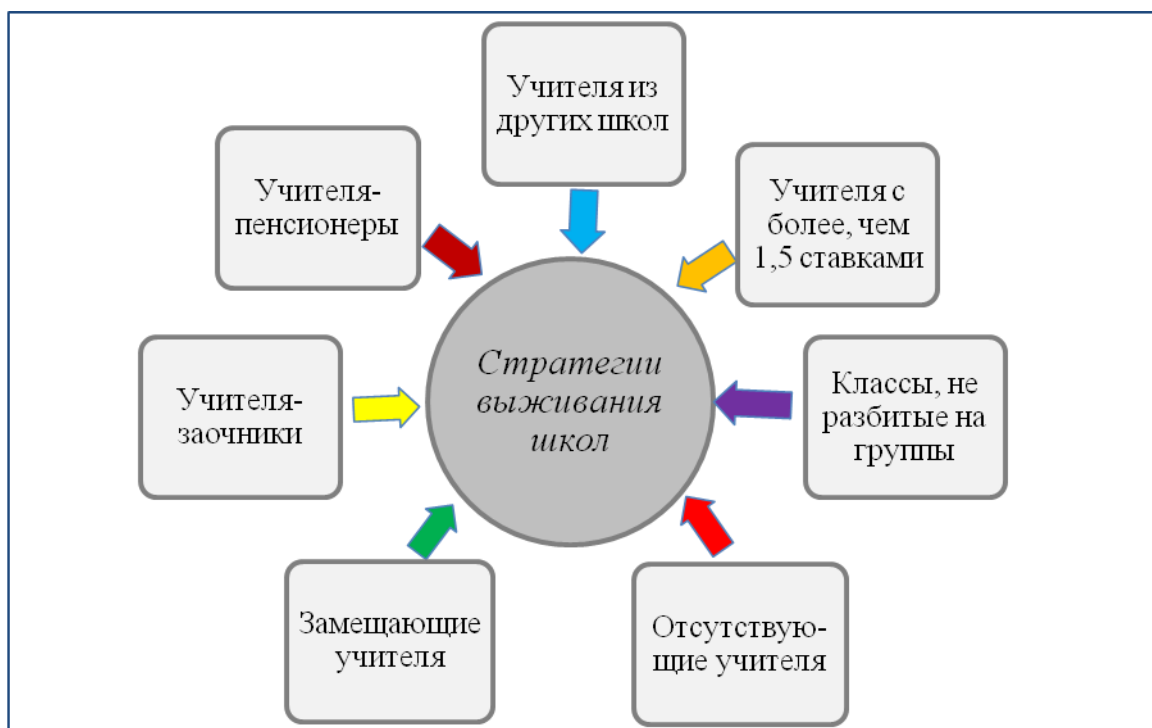 Учителя из
других школ
Учителя-
пенсионеры
Учителя с
более, чем
1,5 ставками
Учителя-
заочники
Стратегии
выживания
школ
Классы, не
разбитые на
группы
Замещающие
учителя
Отсутствую-
щие учителя